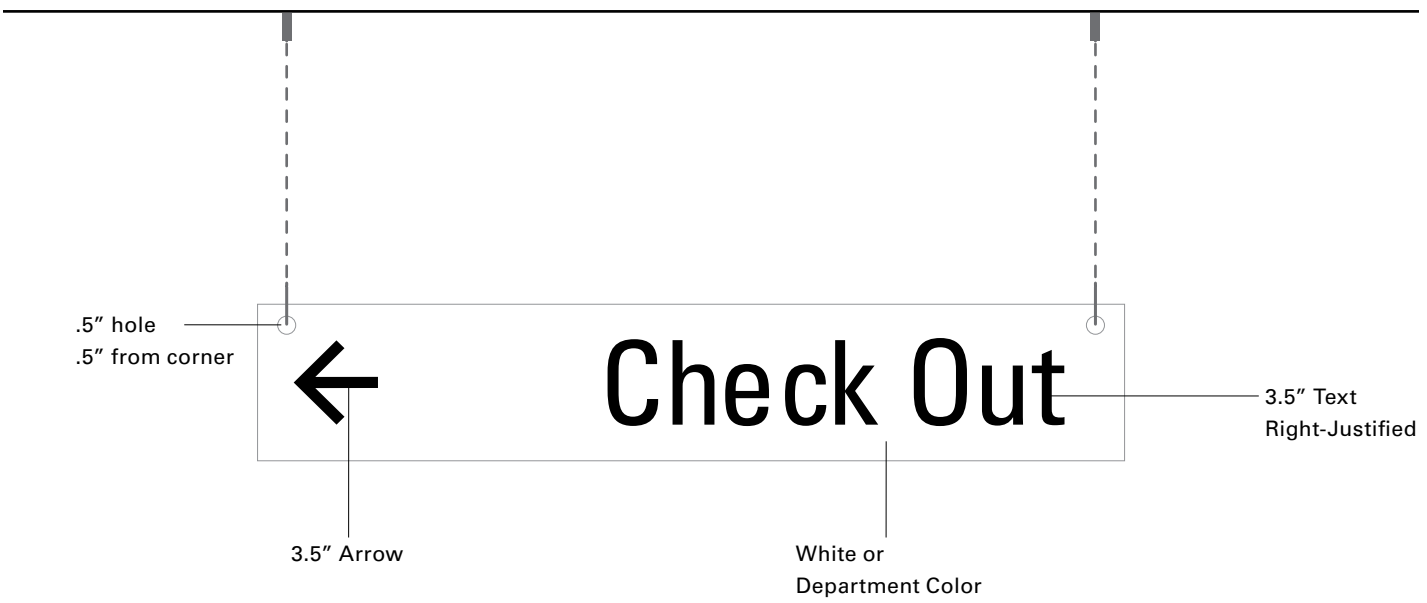 .5″ hole
.5″ from corner
Check Out
3.5″ Text
Right-Justified
3.5″ Arrow
White or
Department Color